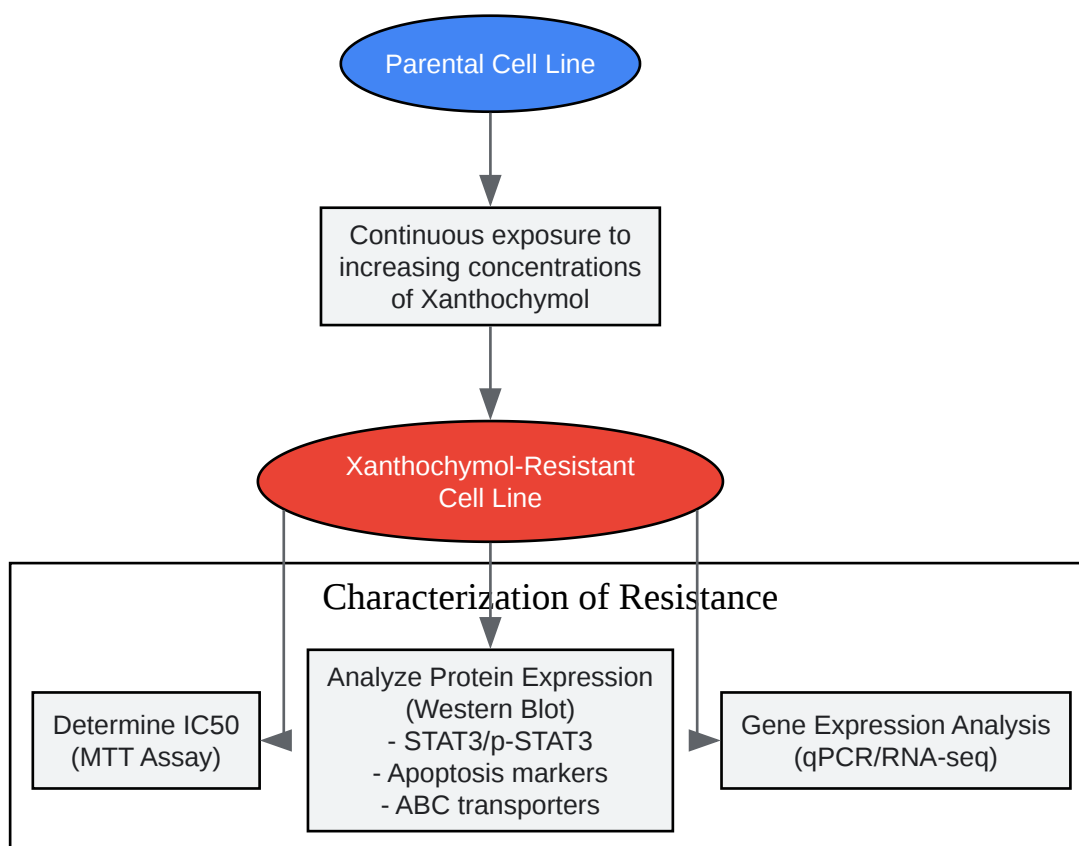 Parental Cell Line
Continuous exposure to
increasing concentrations
of Xanthochymol
Xanthochymol-Resistant
Cell Line
Characterization of Resistance
Determine IC50
(MTT Assay)
Analyze Protein Expression
(Western Blot)
- STAT3/p-STAT3
- Apoptosis markers
- ABC transporters
Gene Expression Analysis
(qPCR/RNA-seq)